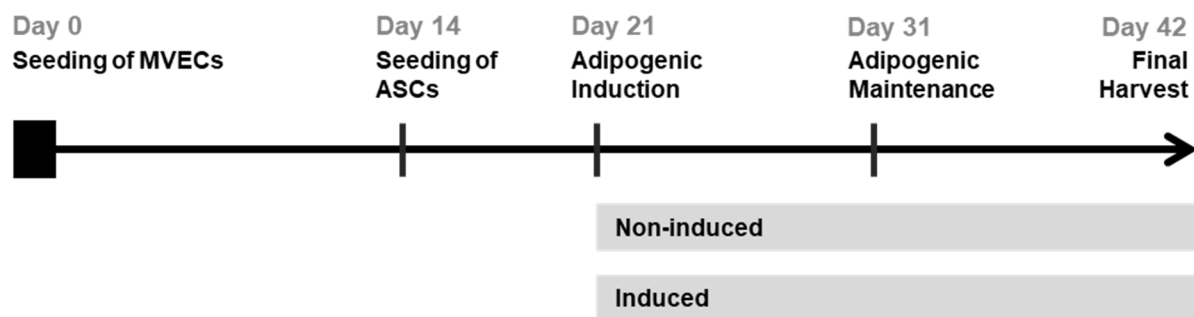 Day 0
Seeding of MVECs
Day 14
Seeding of
ASCs
Day 21
Adipogenic
Induction
Day 31
Adipogenic
Maintenance
Day 42
Final
Harvest
Non-induced
Induced